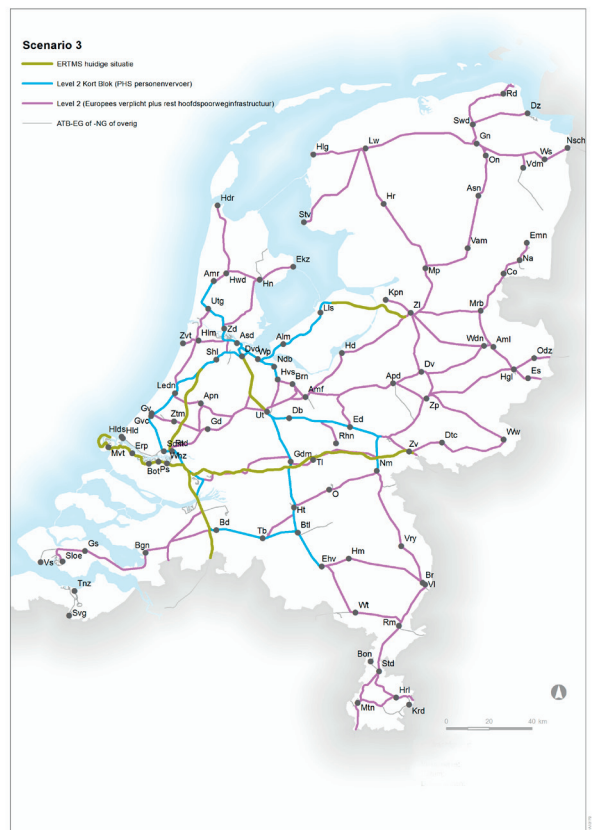 Scenario 3
ERTMS huidige situatie
Level 2 Kort Blok (PHS personenvervoer)
Level 2 (Europees verplicht plus rest hoofdspoorweginfrastructuur)
ATB-EG of -NG of overig
Rd
Dz
Swd
Gn
Nsch
Hlg
Lw
On
Ws
Vdm
Hdr
Hr
Asn
Stv
Emn
Vam
Na
Ekz
Mp
Co
Amr
Hwd
Hn
Kpn
Utg
Lls
Zl
Mrb
Zd
Asd
Alm
Wdn
Aml
Zvt
Hlm
Dvd
Wp
Odz
Shl
Ndb
Hd
Dv
Hgl
Es
Hvs
Brn
Apd
Ledn
Apn
Amf
Zp
Gv
Gvc
Ztm
Gd
Ut
Db
Ed
Ww
Hlds
Hld
Rhn
Dtc
Zv
Mvt
Erp
Gdm
Tl
Bot
Ps
Whz
Nm
O
Ht
Bd
Tb
Btl
Vry
Gs
Bgn
Ehv
Hm
Vs
Sloe
Br
Vl
Tnz
Wt
Svg
Rm
Bon
Std
Hrl
Mtn
Krd
0 20 40 km